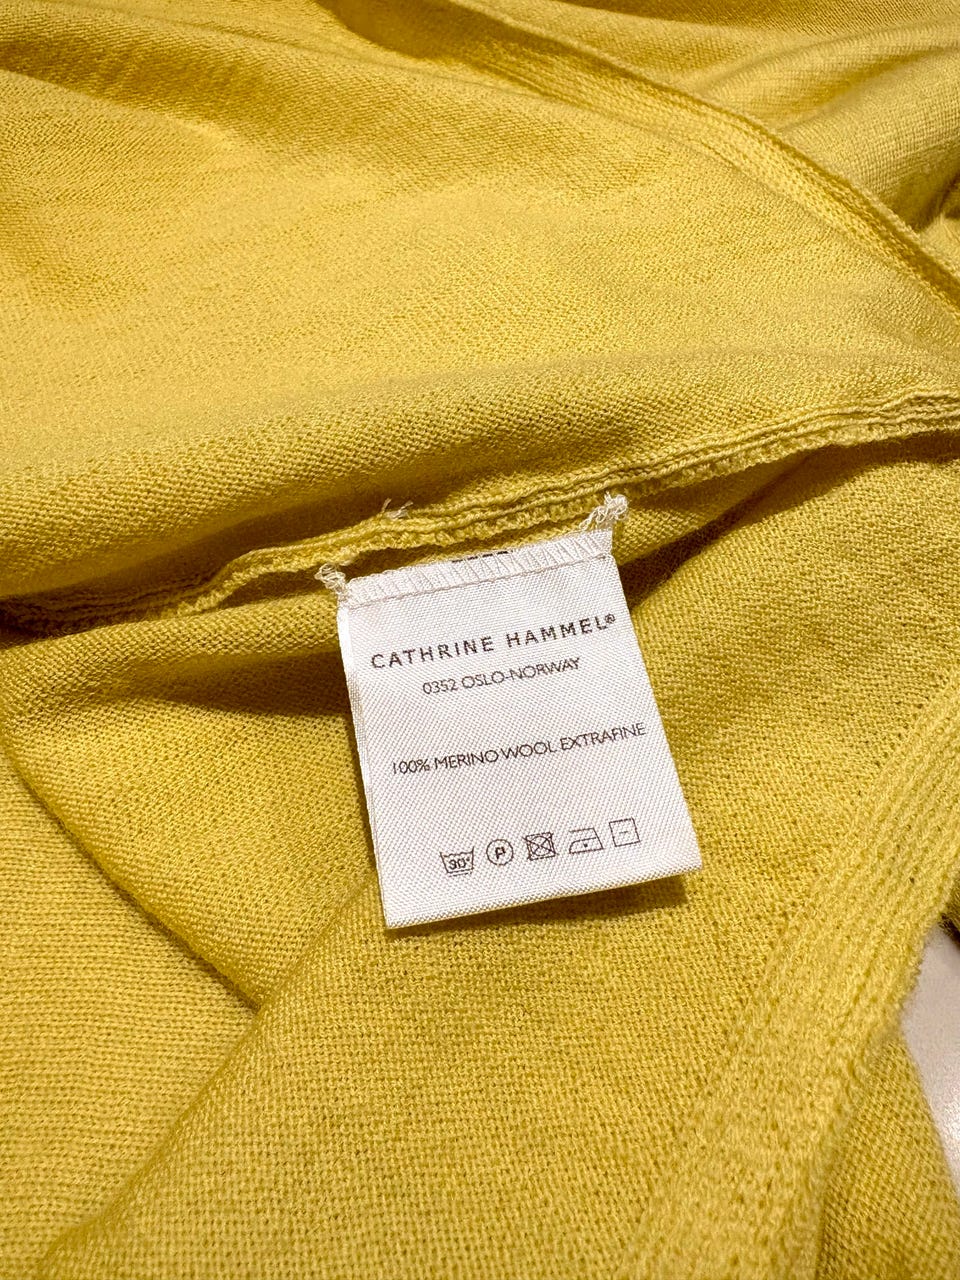 CATHRINE HAMMEL®
0352 OSLO-NORWAY
100% MERINO WOOL EXTRAFINE
30° P